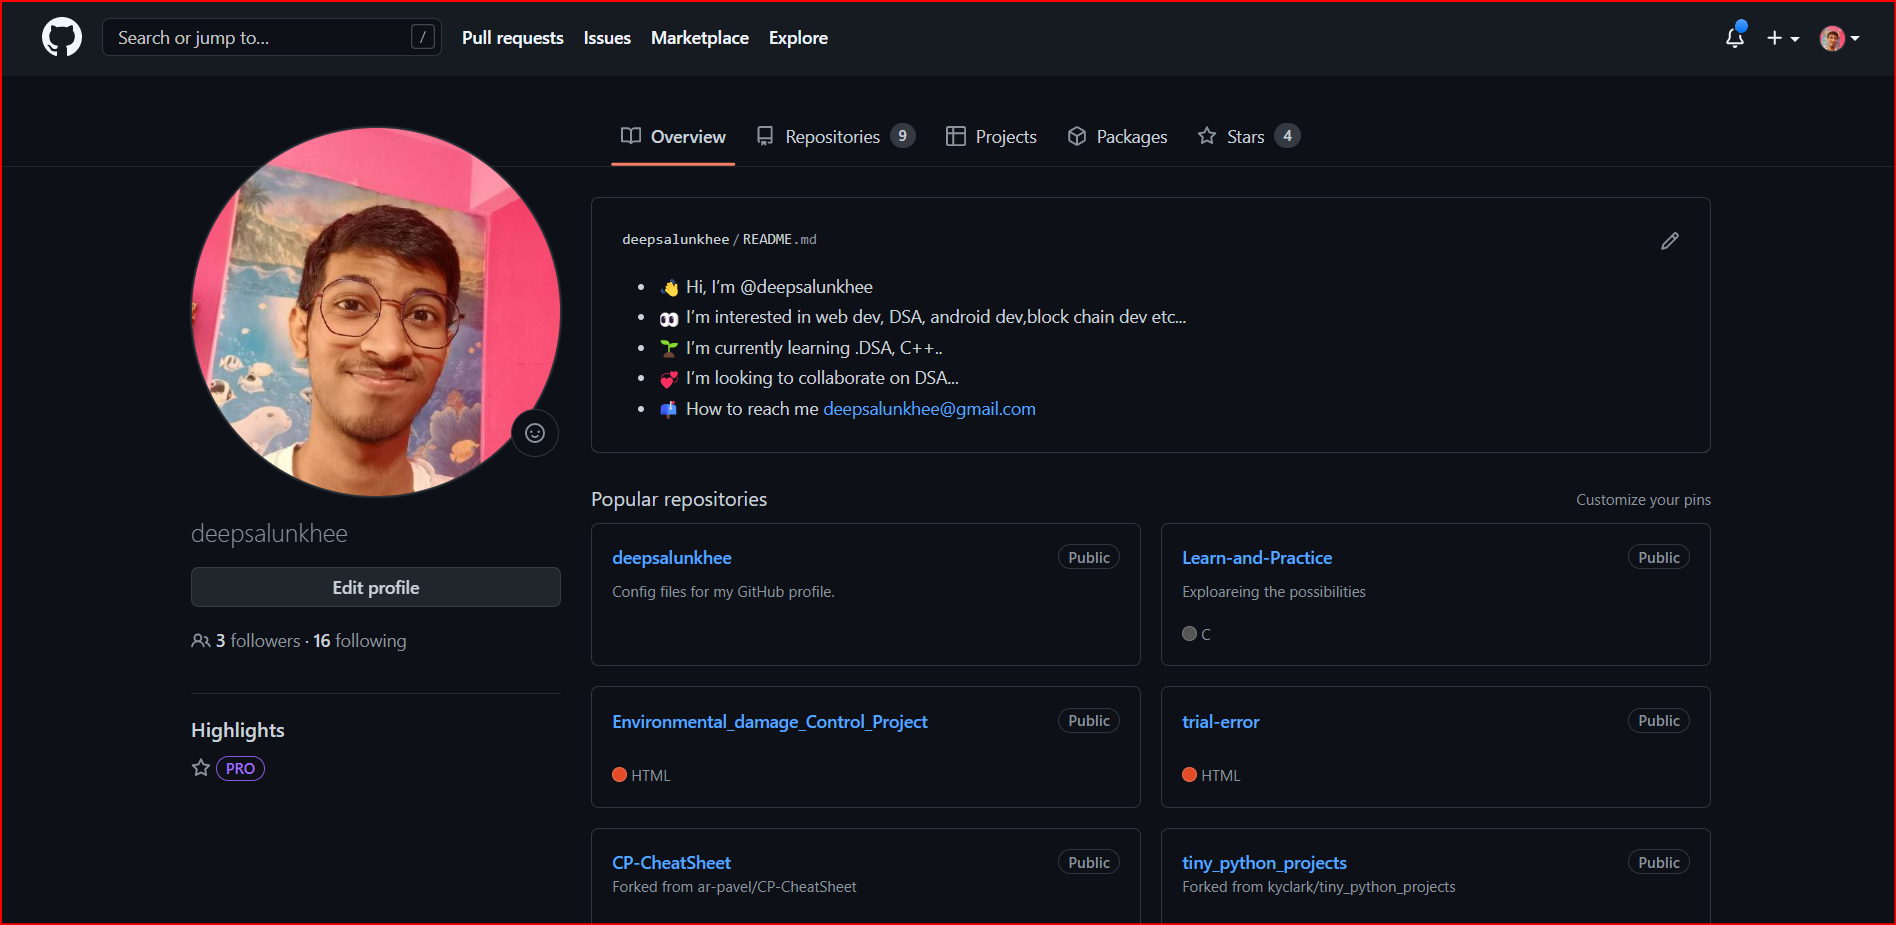 Search or jump to... /
Pull requests Issues Marketplace Explore
Overview Repositories 9 Projects Packages Stars 4
deepsalunkhee/README.md
👋 Hi, I’m @deepsalunkhee
👀 I’m interested in web dev, DSA, android dev,block chain dev etc...
🌱 I’m currently learning .DSA, C++..
💞️ I’m looking to collaborate on DSA...
📫 How to reach me deepsalunkhee@gmail.com
deepsalunkhee
Edit profile
3 followers · 16 following
Highlights
PRO
Popular repositories
Customize your pins
deepsalunkhee Public
Config files for my GitHub profile.
Learn-and-Practice Public
Exploareing the possibilities
C
Environmental_damage_Control_Project Public
HTML
trial-error Public
HTML
CP-CheatSheet Public
Forked from ar-pavel/CP-CheatSheet
tiny_python_projects Public
Forked from kyclark/tiny_python_projects